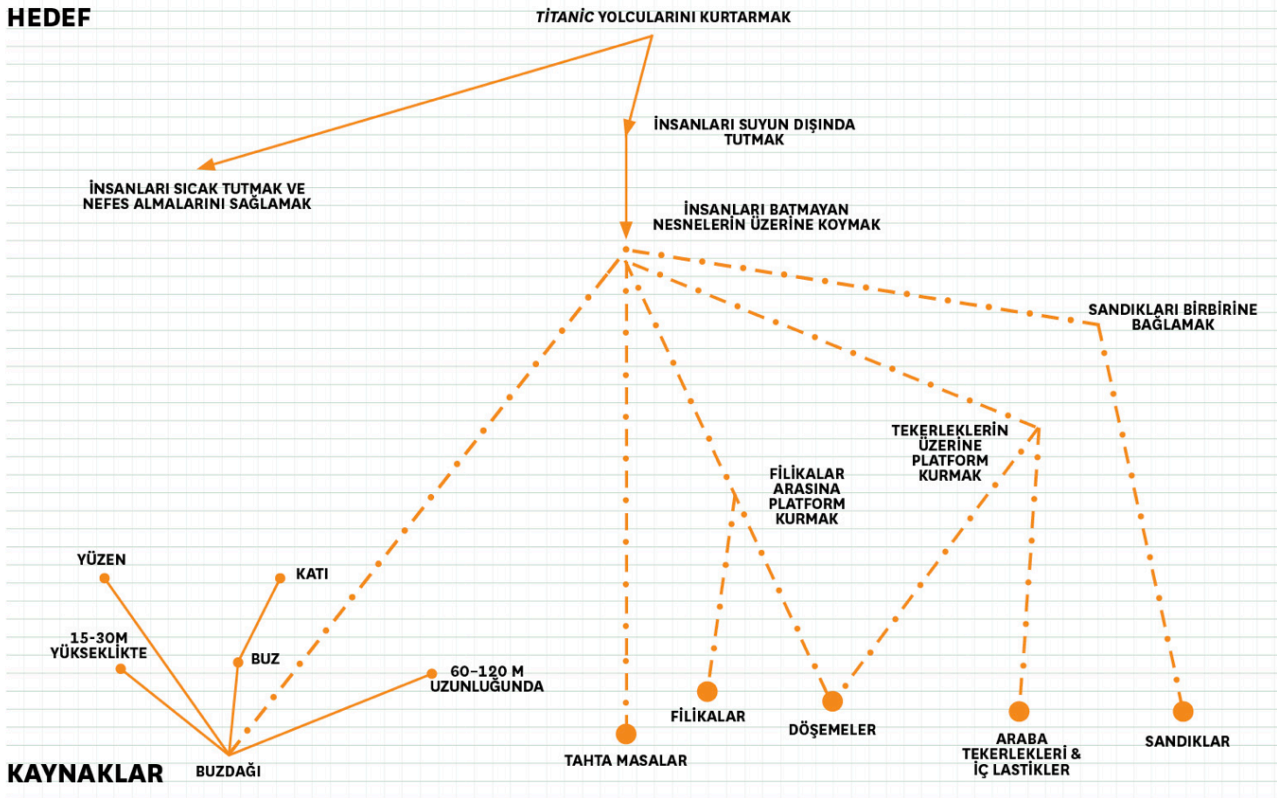 HEDEF
TİTANİC YOLCULARINI KURTARMAK
İNSANLARI SUYUN DIŞINDA
TUTMAK
İNSANLARI SICAK TUTMAK VE
NEFES ALMALARINI SAĞLAMAK
İNSANLARI BATMAYAN
NESNELERİN ÜZERİNE KOYMAK
SANDIKLARI BİRBİRİNE
BAĞLAMAK
TEKERLEKLERİN
ÜZERİNE
PLATFORM
KURMAK
FİLİKALAR
ARASINA
PLATFORM
KURMAK
YÜZEN
KATI
15-30M
YÜKSEKLİKTE
BUZ
60–120 M
UZUNLUĞUNDA
FİLİKALAR
DÖŞEMELER
TAHTA MASALAR
ARABA
TEKERLEKLERİ &
İÇ LASTİKLER
SANDIKLAR
KAYNAKLAR
BUZDAĞI